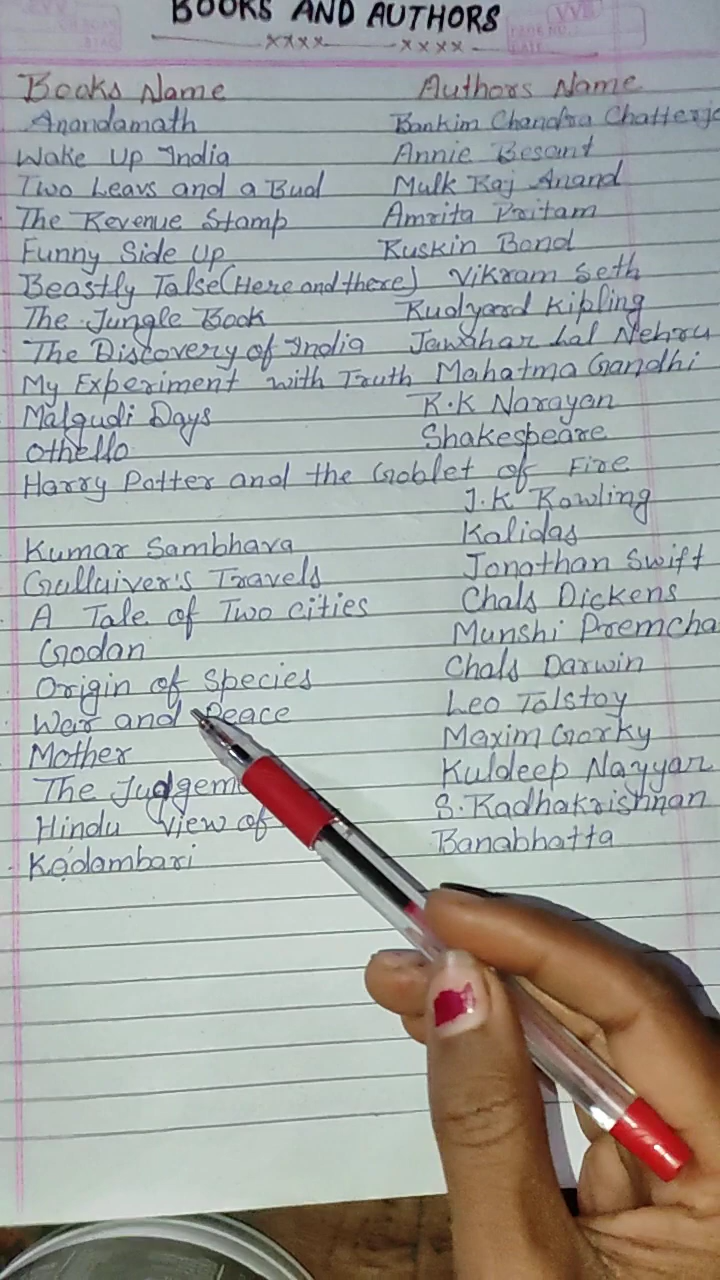 BOOKS AND AUTHORS
xxxx xxxx
Books Name Authors Name
Anandamath Bankim Chandra Chatterje
Wake Up India Annie Besant
Two Leavs and a Bud Mulk Raj Anand
The Revenue Stamp Amrita Pritam
Funny Side Up Ruskin Bond
Beastly Talse(Here and there) Vikram Seth
The Jungle Book Rudyard Kipling
The Discovery of India Jawahar Lal Nehru
My Experiment with Truth Mahatma Gandhi
Malgudi Days R.K Narayan
Othello Shakespeare
Harry Potter and the Goblet of Fire
J.K Rowling
Kumar Sambhava Kalidas
Gulluiver's Travels Jonathan Swift
A Tale of Two cities Chals Dickens
Godan Munshi Premcha
Origin of Species Chals Darwin
War and Peace Leo Tolstoy
Mother Maxim Gorky
The Judgem Kuldeep Nayyar
Hindu View of S.Radhakrishnan
Kadambari Banabhatta